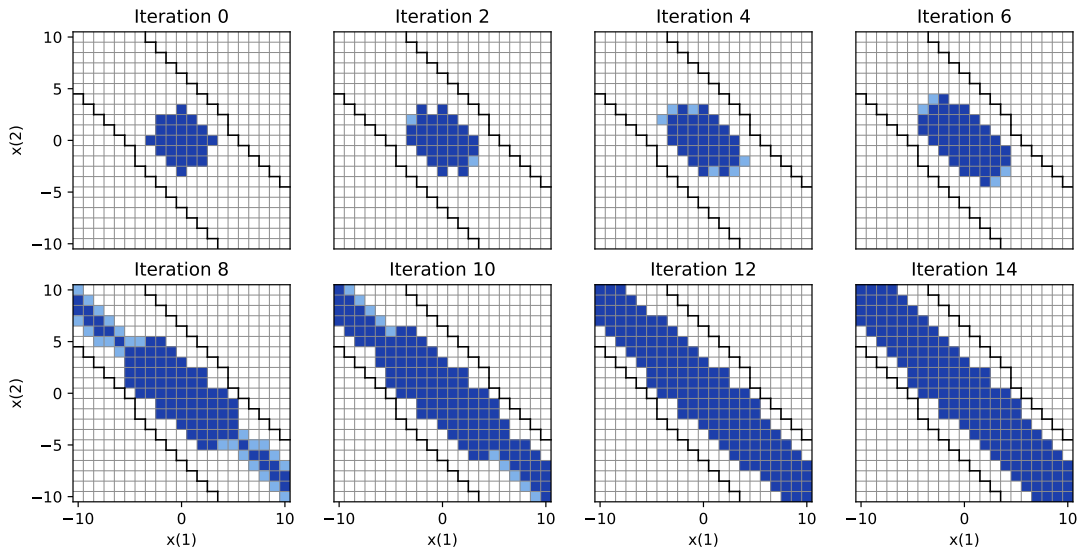 Iteration 0
Iteration 2
Iteration 4
Iteration 6
10
5
0
−5
−10
x(2)
Iteration 8
Iteration 10
Iteration 12
Iteration 14
10
5
0
−5
−10
x(2)
−10 0 10
−10 0 10
−10 0 10
−10 0 10
x(1)
x(1)
x(1)
x(1)